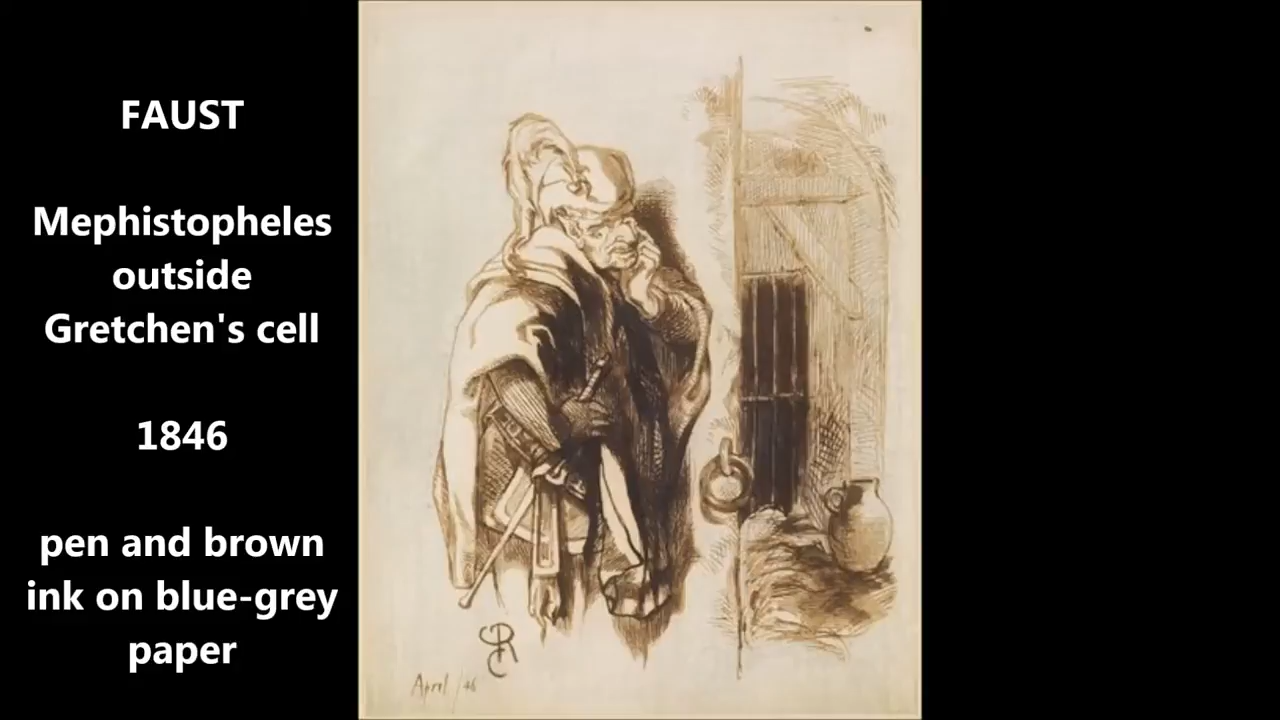 FAUST
Mephistopheles
outside
Gretchen's cell
1846
pen and brown
ink on blue-grey
paper
April /46